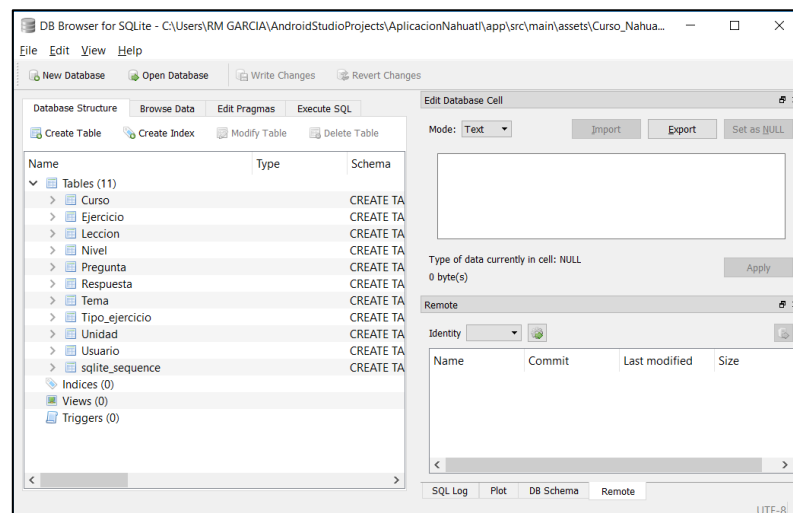 DB Browser for SQLite - C:\Users\RM GARCIA\AndroidStudioProjects\AplicacionNahuatl\app\src\main\assets\Curso_Nahua...
File Edit View Help
New Database Open Database Write Changes Revert Changes
Database Structure Browse Data Edit Pragmas Execute SQL
Create Table Create Index Modify Table Delete Table
Name Type Schema
Tables (11)
Curso CREATE TA
Ejercicio CREATE TA
Leccion CREATE TA
Nivel CREATE TA
Pregunta CREATE TA
Respuesta CREATE TA
Tema CREATE TA
Tipo_ejercicio CREATE TA
Unidad CREATE TA
Usuario CREATE TA
sqlite_sequence CREATE TA
Indices (0)
Views (0)
Triggers (0)
Edit Database Cell
Mode: Text Import Export Set as NULL
Type of data currently in cell: NULL
0 byte(s)
Apply
Remote
Identity
Name Commit Last modified Size
SQL Log Plot DB Schema Remote
UTF-8